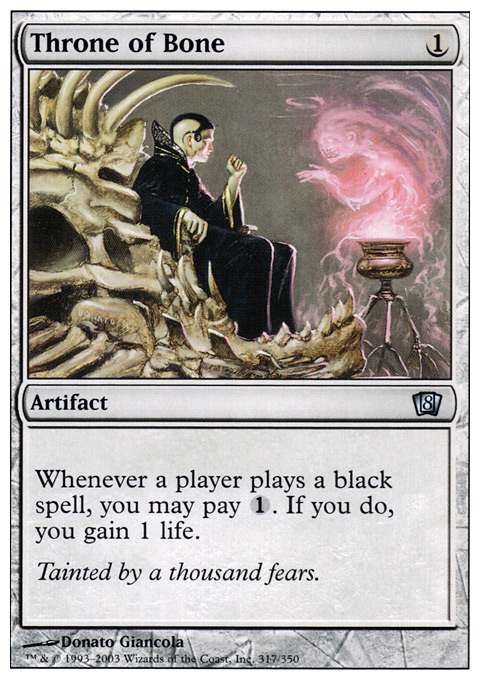 Throne of Bone 1
Artifact 8
Whenever a player plays a black
spell, you may pay 1. If you do,
you gain 1 life.
Tainted by a thousand fears.
Donato Giancola
™ & © 1993–2003 Wizards of the Coast, Inc. 317/350